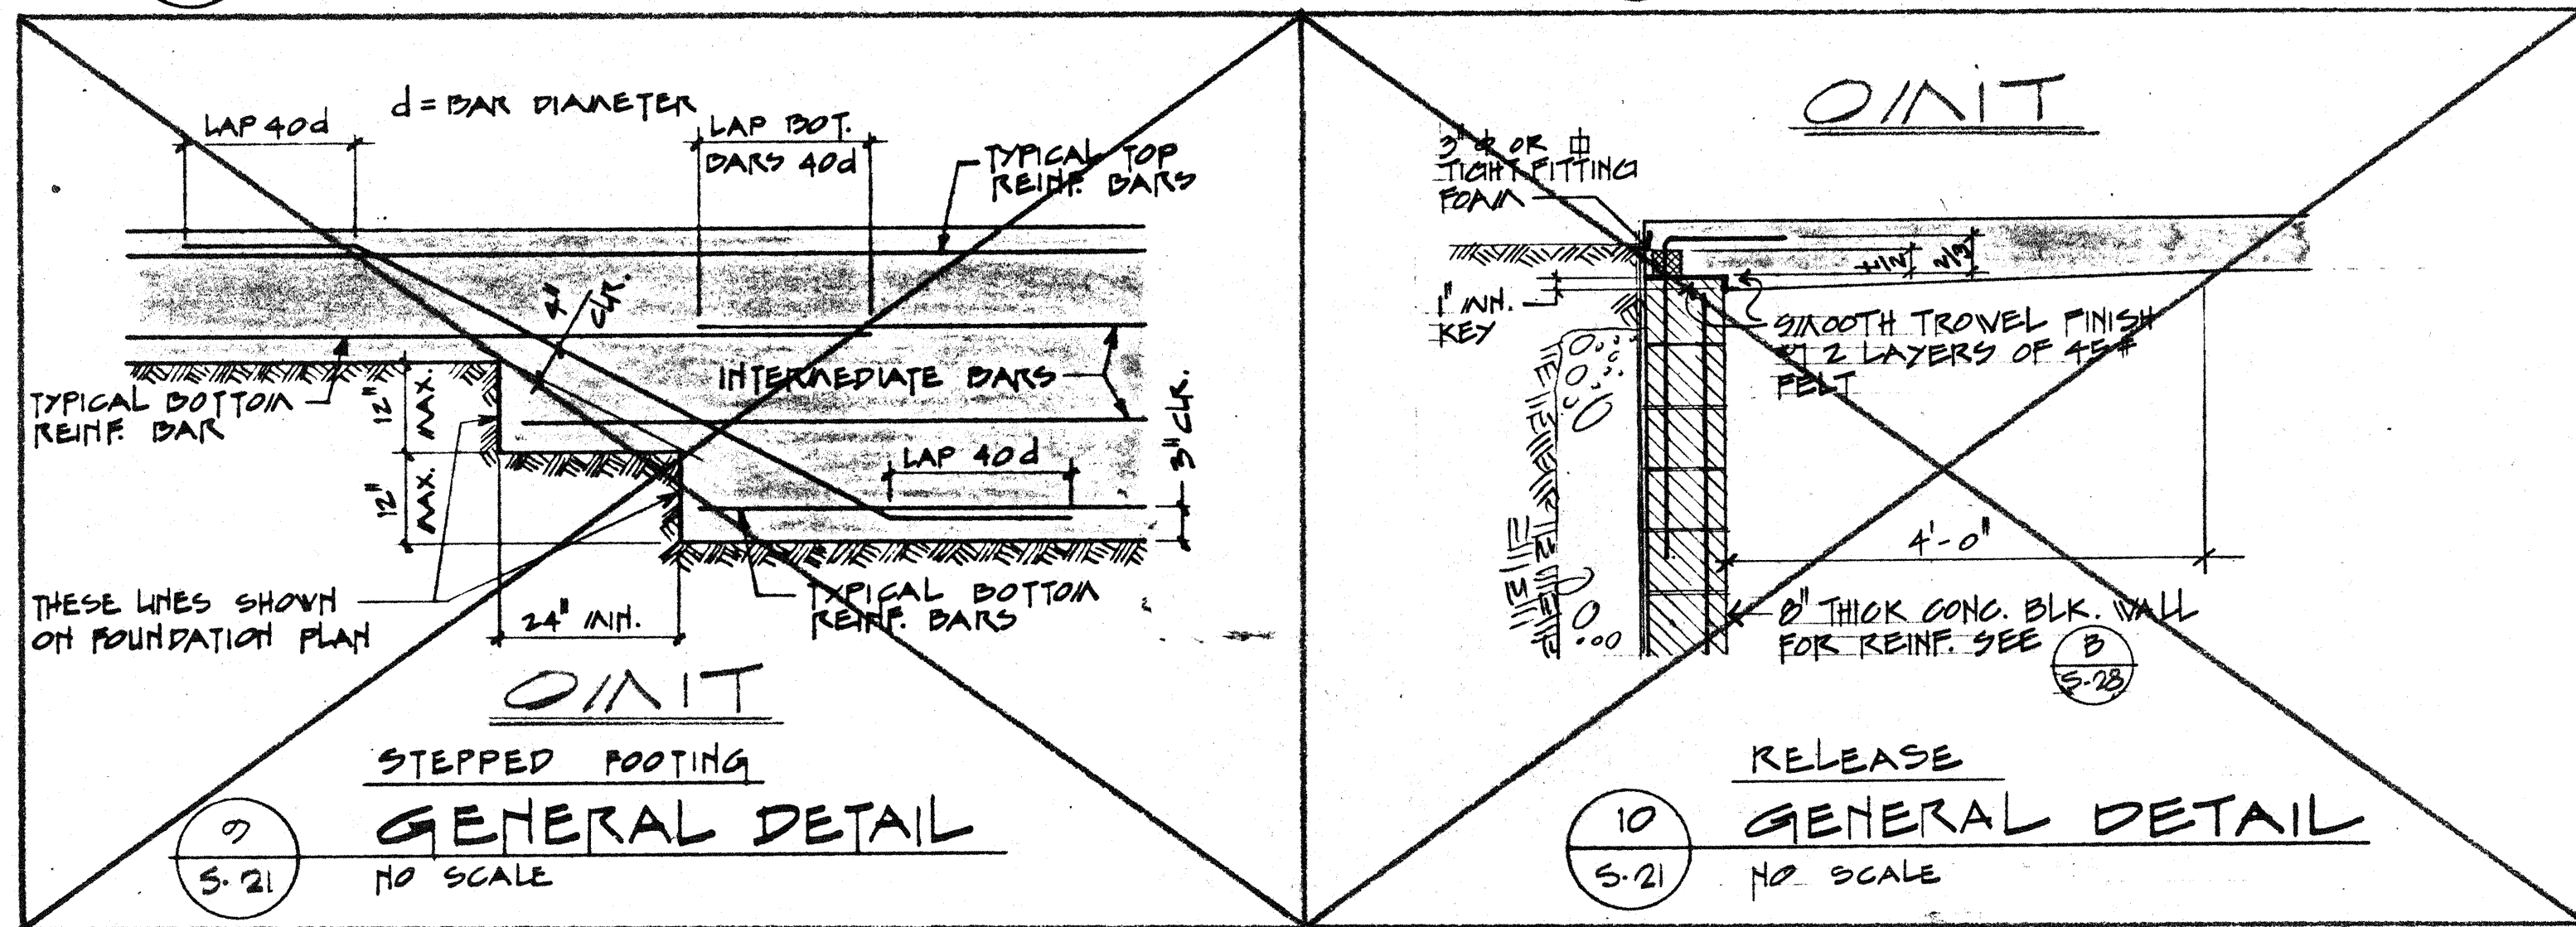 d = BAR DIAMETER
LAP 40d
LAP BOT.
BARS 40d
TYPICAL TOP
REINF. BARS
4"
CLR.
INTERMEDIATE BARS
TYPICAL BOTTOM
REINF. BAR
12" MAX.
12" MAX.
LAP 40d
3" CLR.
THESE LINES SHOWN
ON FOUNDATION PLAN
24" MIN.
TYPICAL BOTTOM
REINF. BARS
OMIT
STEPPED FOOTING
GENERAL DETAIL
NO SCALE
9
S-21
OMIT
3" Φ OR
TIGHT FITTING
FOAM
1" MIN.
KEY
SMOOTH TROWEL FINISH
2 LAYERS OF 45#
FELT
4'-0"
8" THICK CONC. BLK. WALL
FOR REINF. SEE
B
S-28
RELEASE
GENERAL DETAIL
NO SCALE
10
S-21